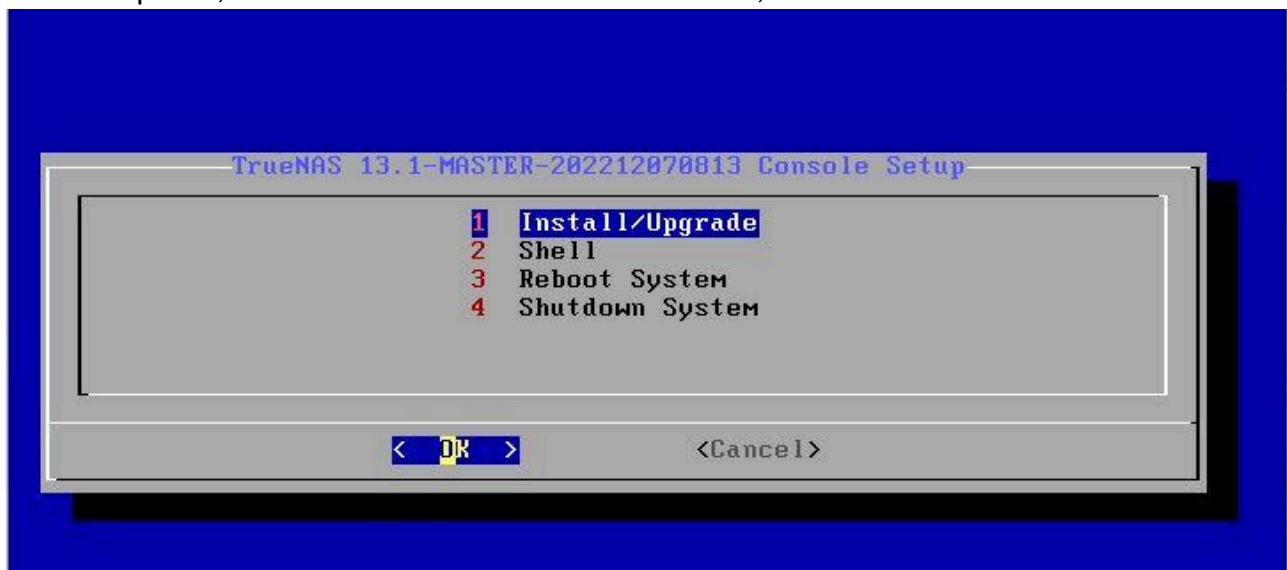 TrueNAS 13.1-MASTER-202212070813 Console Setup
1 Install/Upgrade
2 Shell
3 Reboot System
4 Shutdown System
< OK > <Cancel>